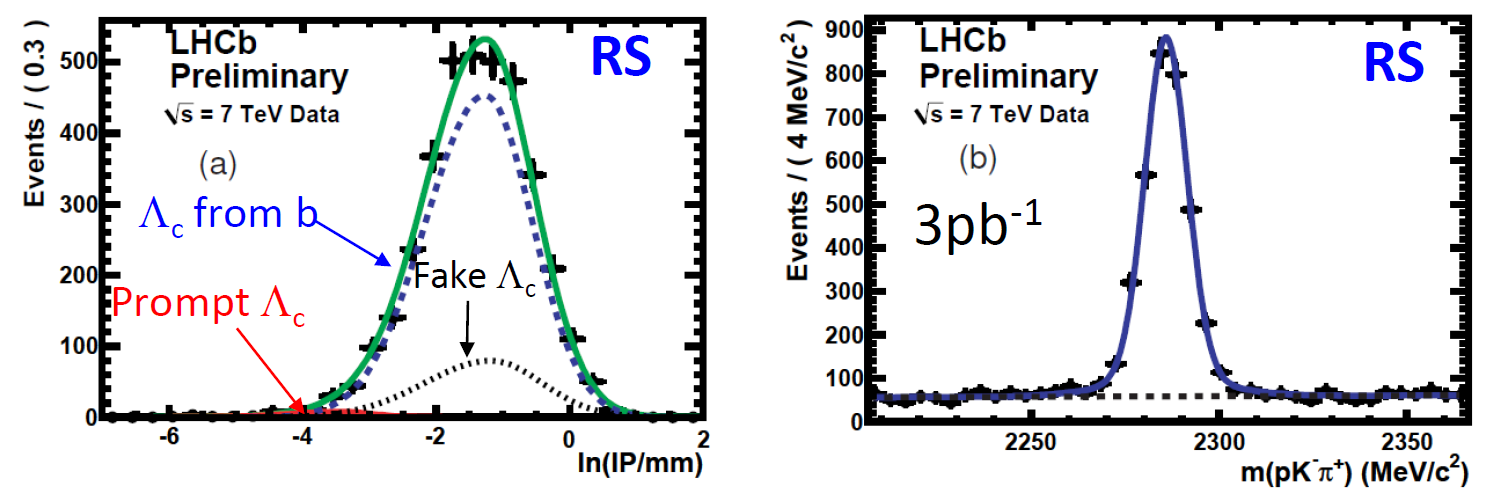 LHCb
Preliminary
√s = 7 TeV Data
RS
(a)
Λc from b
Fake Λc
Prompt Λc
Events / ( 0.3 )
500
400
300
200
100
0
-6
-4
-2
0
2
ln(IP/mm)
LHCb
Preliminary
√s = 7 TeV Data
RS
(b)
3pb⁻¹
Events / ( 4 MeV/c²)
900
800
700
600
500
400
300
200
100
0
2250
2300
2350
m(pK⁻π⁺) (MeV/c²)